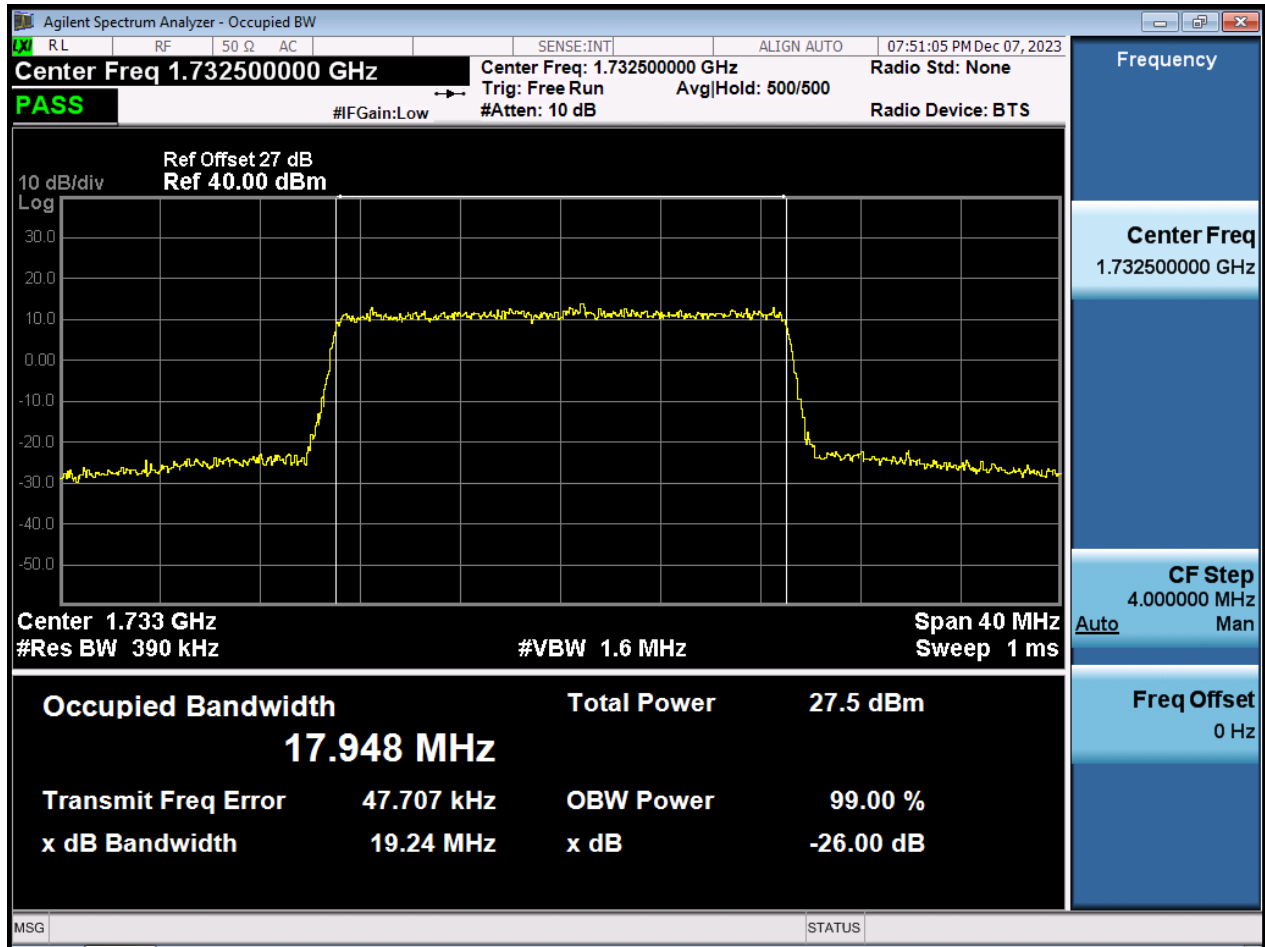 Agilent Spectrum Analyzer - Occupied BW
LXI RL RF 50 Ω AC SENSE:INT ALIGN AUTO 07:51:05 PM Dec 07, 2023
Center Freq 1.732500000 GHz
PASS
#IFGain:Low
Center Freq: 1.732500000 GHz
Trig: Free Run Avg|Hold: 500/500
#Atten: 10 dB
Radio Std: None
Radio Device: BTS
Ref Offset 27 dB
10 dB/div Ref 40.00 dBm
Log
30.0
20.0
10.0
0.00
-10.0
-20.0
-30.0
-40.0
-50.0
Center 1.733 GHz Span 40 MHz
#Res BW 390 kHz #VBW 1.6 MHz Sweep 1 ms
Occupied Bandwidth Total Power 27.5 dBm
17.948 MHz
Transmit Freq Error 47.707 kHz OBW Power 99.00 %
x dB Bandwidth 19.24 MHz x dB -26.00 dB
MSG STATUS
Frequency
Center Freq
1.732500000 GHz
CF Step
4.000000 MHz
Auto Man
Freq Offset
0 Hz